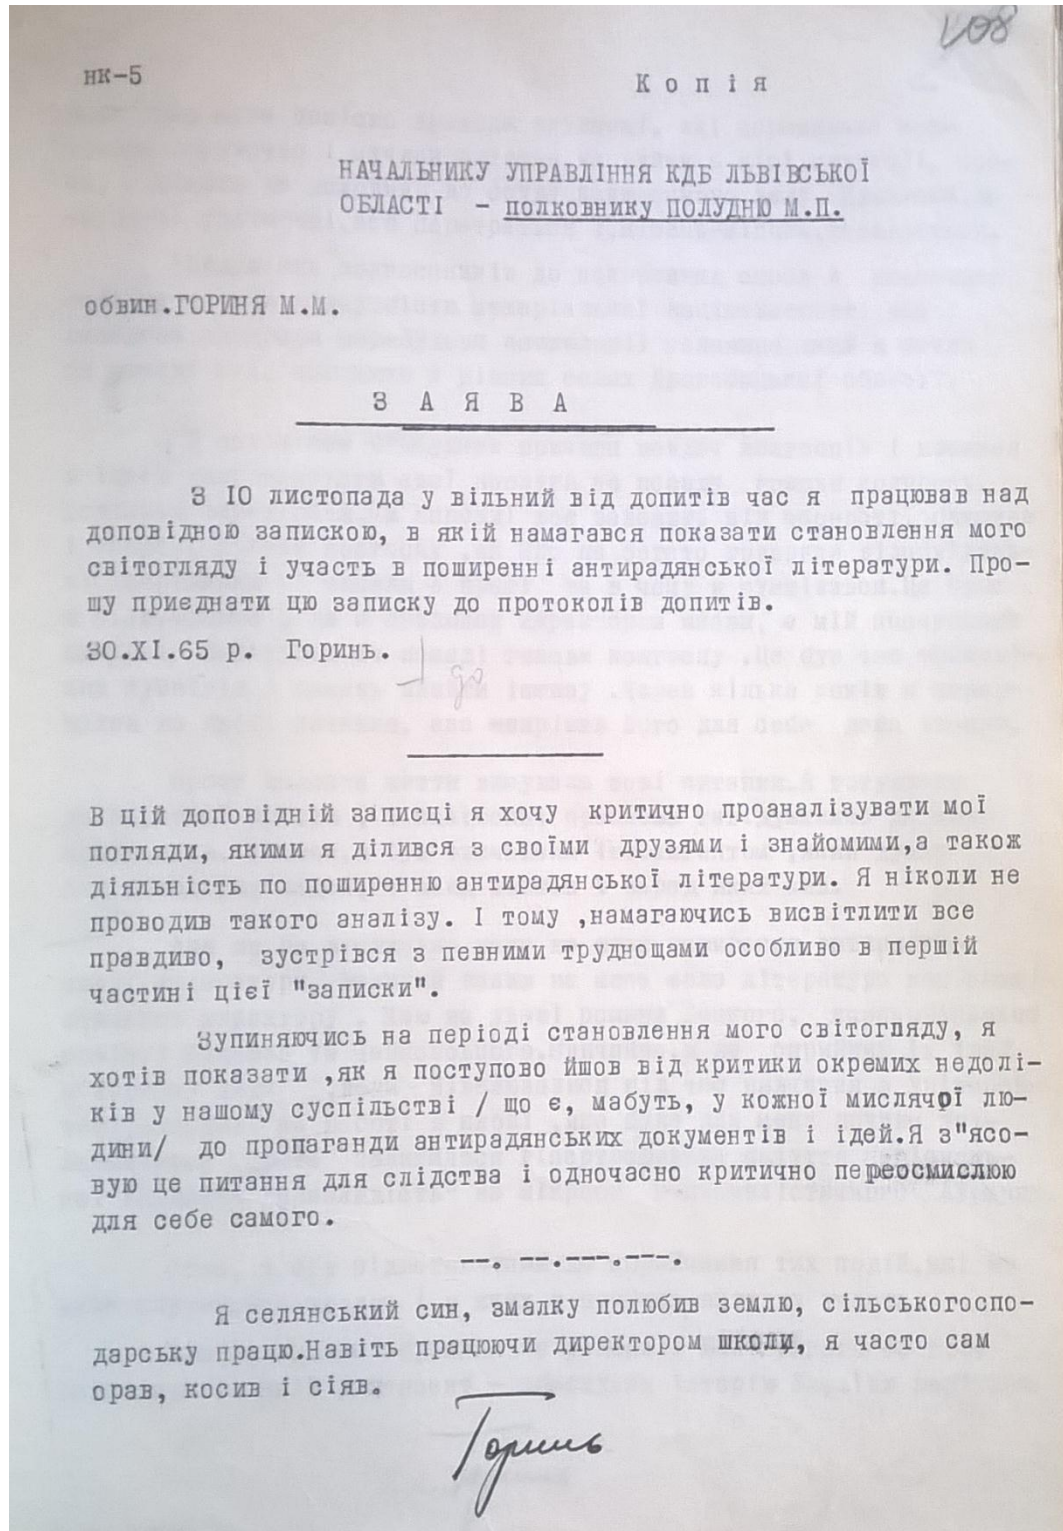 108
нк-5
К о п і я
НАЧАЛЬНИКУ УПРАВЛІННЯ КДБ ЛЬВІВСЬКОЇ
ОБЛАСТІ - полковнику ПОЛУДНЮ М.П.
обвин.ГОРИНЯ М.М.
З А Я В А
З 10 листопада у вільний від допитів час я працював над
доповідною запискою, в якій намагався показати становлення мого
світогляду і участь в поширенні антирадянської літератури. Про-
шу приєднати цю записку до протоколів допитів.
30.XI.65 р. Горинь.
до
В цій доповідній записці я хочу критично проаналізувати мої
погляди, якими я ділився з своїми друзями і знайомими,а також
діяльність по поширенню антирадянської літератури. Я ніколи не
проводив такого аналізу. І тому ,намагаючись висвітлити все
правдиво, зустрівся з певними труднощами особливо в першій
частині цієї "записки".
Зупиняючись на періоді становлення мого світогляду, я
хотів показати ,як я поступово йшов від критики окремих недолі-
ків у нашому суспільстві / що є, мабуть, у кожної мислячої лю-
дини/ до пропаганди антирадянських документів і ідей.Я з"ясо-
вую це питання для слідства і одночасно критично переосмислюю
для себе самого.
--.--.---.---.
Я селянський син, змалку полюбив землю, сільськогоспо-
дарську працю.Навіть працюючи директором школи, я часто сам
орав, косив і сіяв.
Горинь